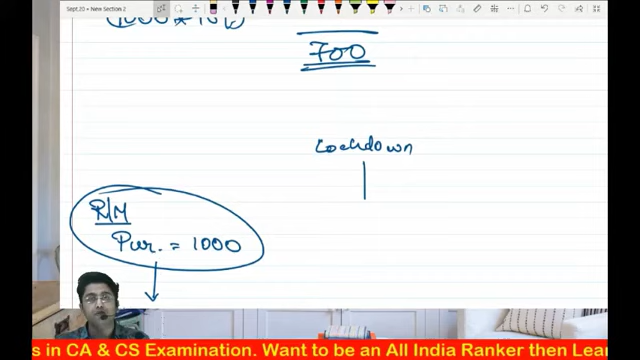 Sept.20 » New Section 2
700
Lockdown
R/M
Pur. = 1000
s in CA & CS Examination. Want to be an All India Ranker then Lear